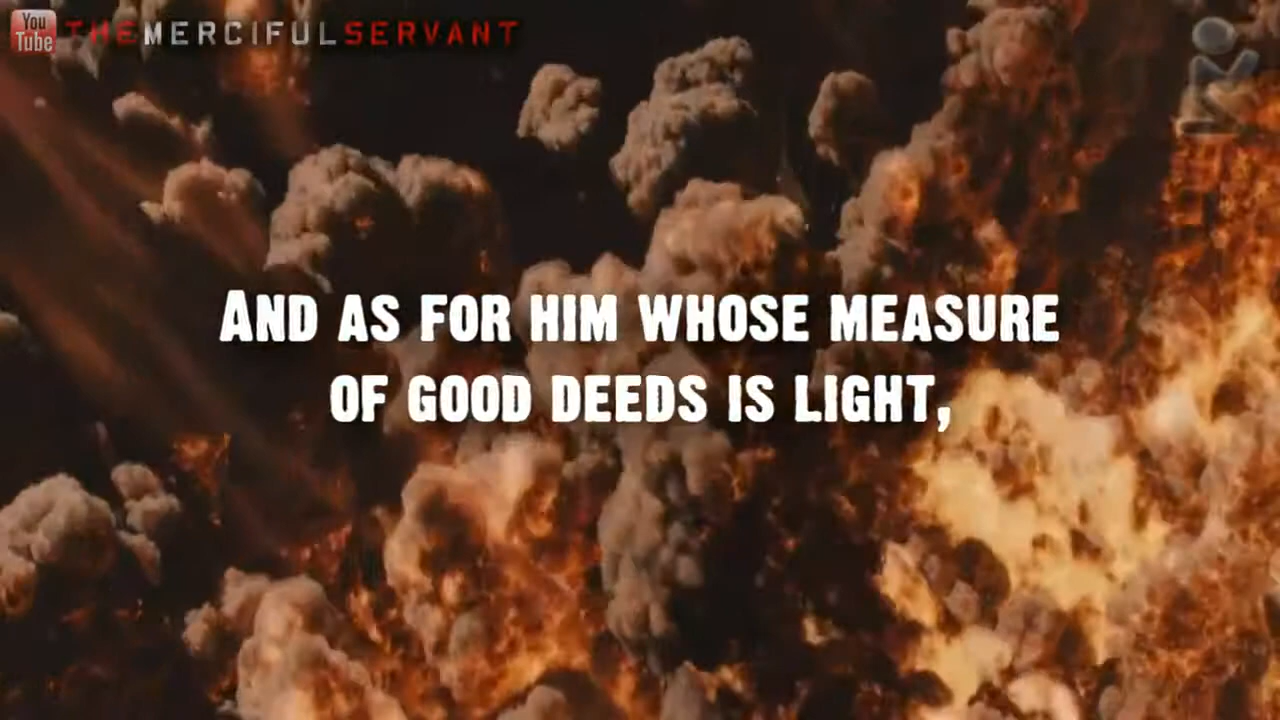 You Tube THEMERCIFULSERVANT
AND AS FOR HIM WHOSE MEASURE
OF GOOD DEEDS IS LIGHT,